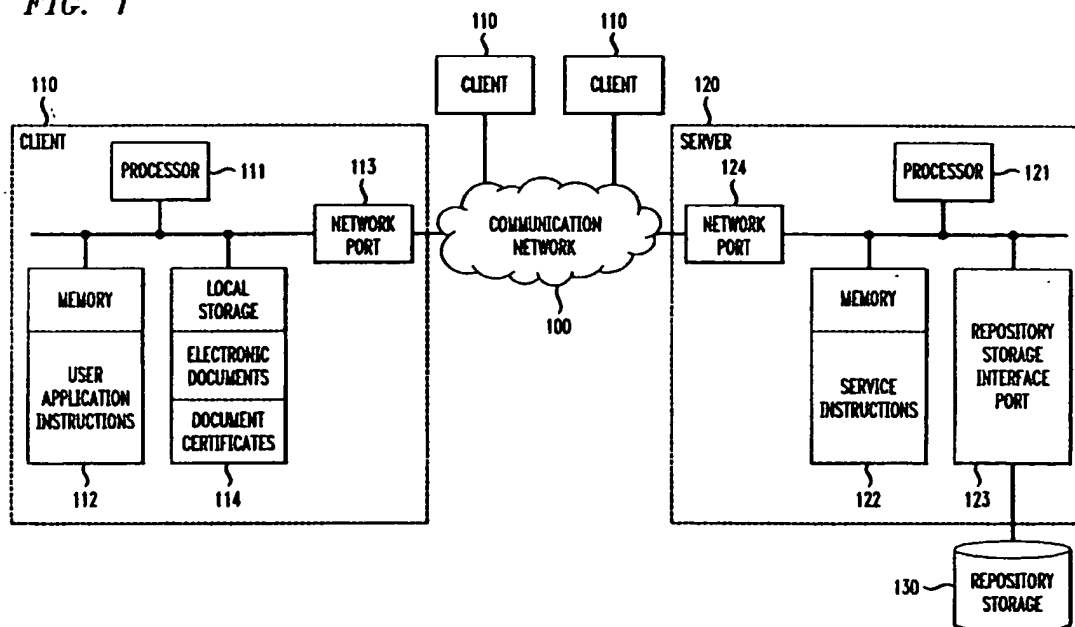 FIG. 1
110
110
CLIENT
CLIENT
110
CLIENT
PROCESSOR
111
113
NETWORK
PORT
MEMORY
USER
APPLICATION
INSTRUCTIONS
112
LOCAL
STORAGE
ELECTRONIC
DOCUMENTS
DOCUMENT
CERTIFICATES
114
COMMUNICATION
NETWORK
100
120
SERVER
124
NETWORK
PORT
PROCESSOR
121
MEMORY
SERVICE
INSTRUCTIONS
122
REPOSITORY
STORAGE
INTERFACE
PORT
123
130
REPOSITORY
STORAGE